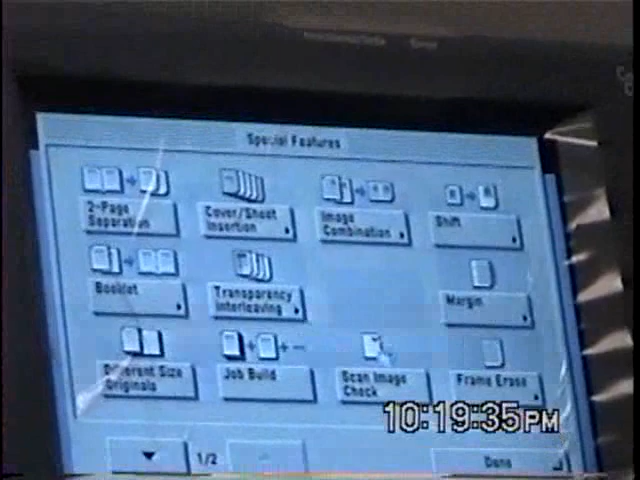 Special Features
2-Page
Separation
Cover/Sheet
Insertion
Image
Combination
Shift
Booklet
Transparency
Interleaving
Margin
Different Size
Originals
Job Build
Scan Image
Check
Frame Erase
10:19:35PM
1/2
Done